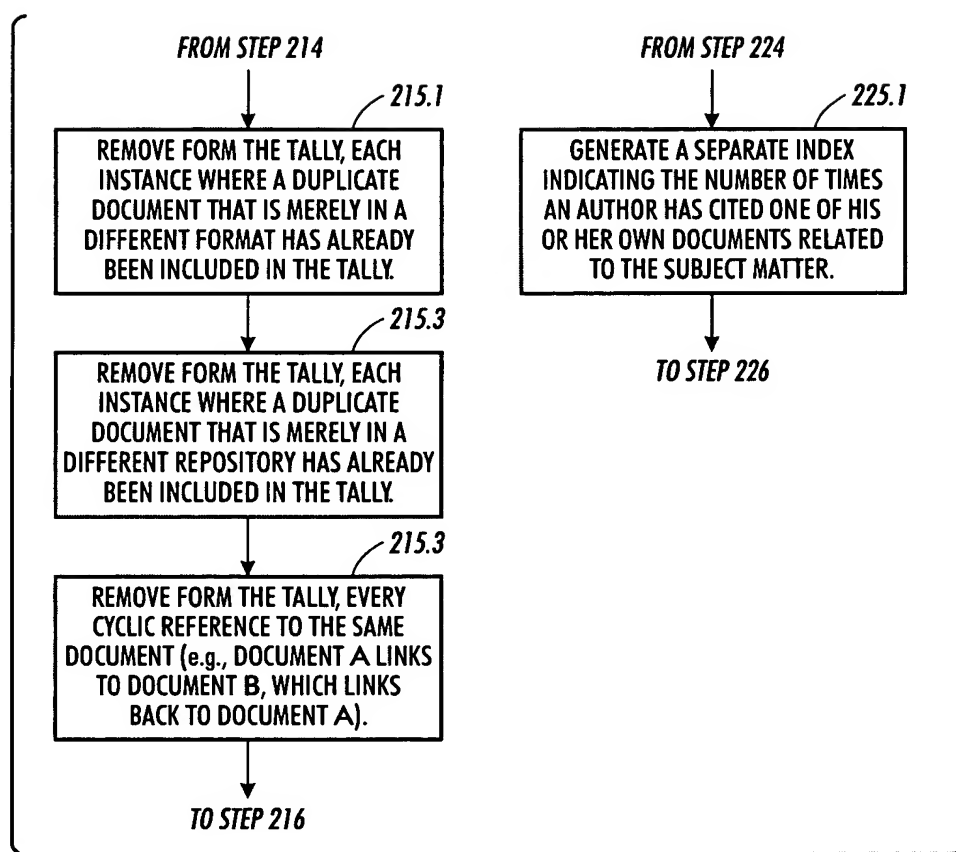 FROM STEP 214
215.1
REMOVE FORM THE TALLY, EACH
INSTANCE WHERE A DUPLICATE
DOCUMENT THAT IS MERELY IN A
DIFFERENT FORMAT HAS ALREADY
BEEN INCLUDED IN THE TALLY.
215.3
REMOVE FORM THE TALLY, EACH
INSTANCE WHERE A DUPLICATE
DOCUMENT THAT IS MERELY IN A
DIFFERENT REPOSITORY HAS ALREADY
BEEN INCLUDED IN THE TALLY.
215.3
REMOVE FORM THE TALLY, EVERY
CYCLIC REFERENCE TO THE SAME
DOCUMENT (e.g., DOCUMENT A LINKS
TO DOCUMENT B, WHICH LINKS
BACK TO DOCUMENT A).
TO STEP 216
FROM STEP 224
225.1
GENERATE A SEPARATE INDEX
INDICATING THE NUMBER OF TIMES
AN AUTHOR HAS CITED ONE OF HIS
OR HER OWN DOCUMENTS RELATED
TO THE SUBJECT MATTER.
TO STEP 226